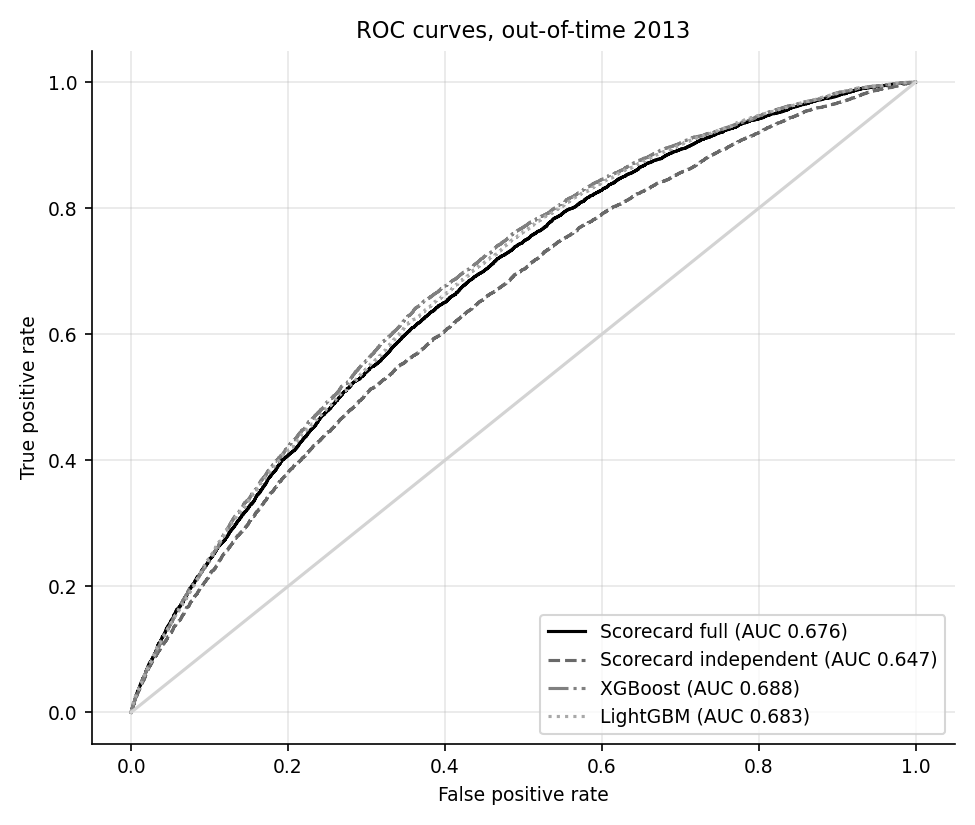 ROC curves, out-of-time 2013
1.0
0.8
0.6
0.4
0.2
0.0
True positive rate
Scorecard full (AUC 0.676)
Scorecard independent (AUC 0.647)
XGBoost (AUC 0.688)
LightGBM (AUC 0.683)
0.0 0.2 0.4 0.6 0.8 1.0
False positive rate